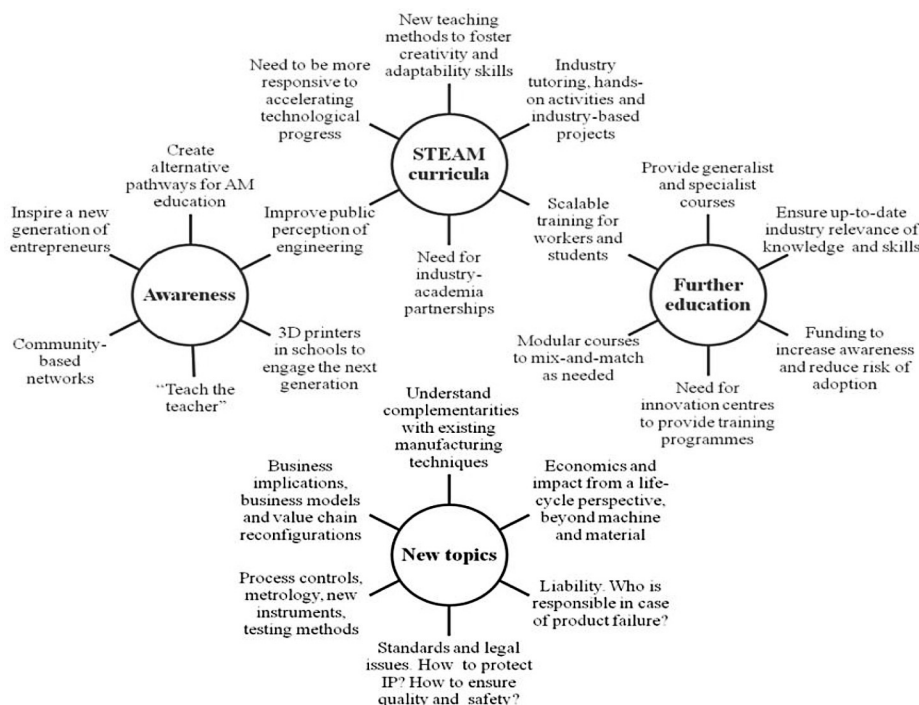 New teaching
methods to foster
creativity and
adaptability skills
Need to be more
responsive to
accelerating
technological
progress
Industry
tutoring, hands-
on activities and
industry-based
projects
STEAM
curricula
Improve public
perception of
engineering
Need for
industry-
academia
partnerships
Scalable
training for
workers and
students
Create
alternative
pathways for AM
education
Inspire a new
generation of
entrepreneurs
Awareness
Community-
based
networks
“Teach the
teacher”
3D printers
in schools to
engage the next
generation
Provide generalist
and specialist
courses
Ensure up-to-date
industry relevance of
knowledge and skills
Further
education
Modular courses
to mix-and-match
as needed
Need for
innovation centres
to provide training
programmes
Funding to
increase awareness
and reduce risk of
adoption
Understand
complementarities
with existing
manufacturing
techniques
Business
implications,
business models
and value chain
reconfigurations
Economics and
impact from a life-
cycle perspective,
beyond machine
and material
New topics
Process controls,
metrology, new
instruments,
testing methods
Liability. Who is
responsible in case
of product failure?
Standards and legal
issues. How to protect
IP? How to ensure
quality and safety?